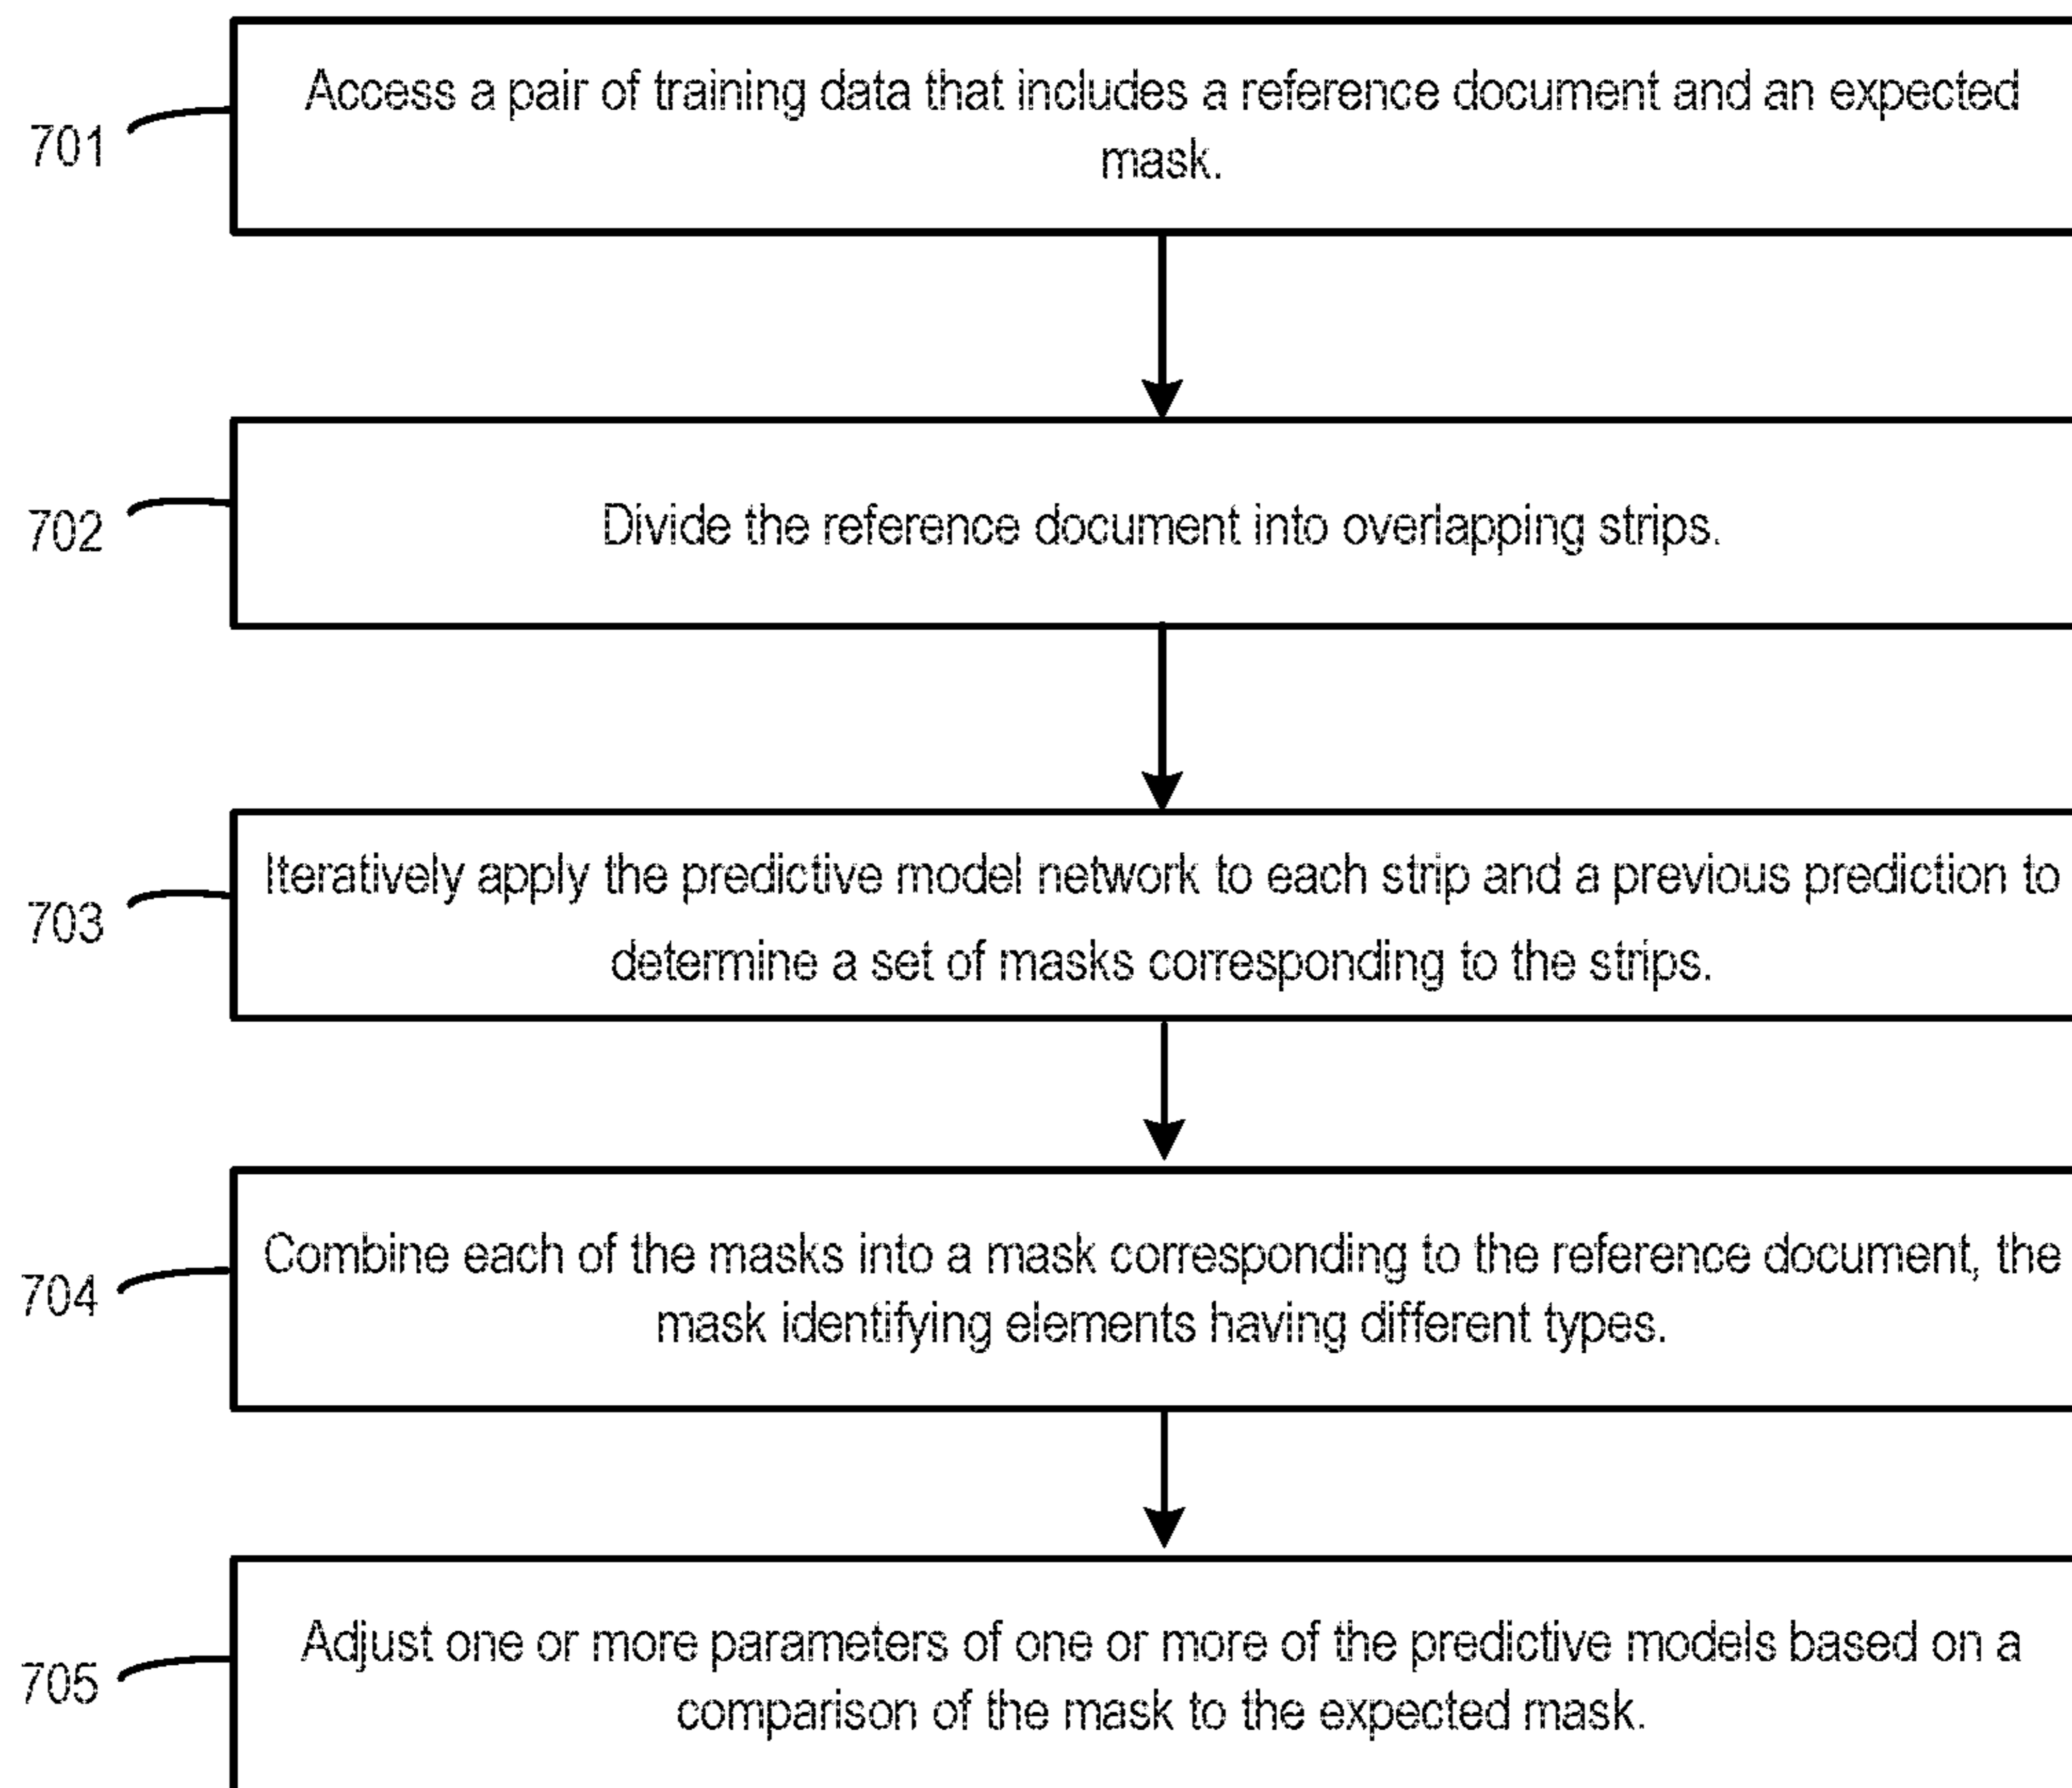 701
Access a pair of training data that includes a reference document and an expected
mask.
702
Divide the reference document into overlapping strips.
703
Iteratively apply the predictive model network to each strip and a previous prediction to
determine a set of masks corresponding to the strips.
704
Combine each of the masks into a mask corresponding to the reference document, the
mask identifying elements having different types.
705
Adjust one or more parameters of one or more of the predictive models based on a
comparison of the mask to the expected mask.